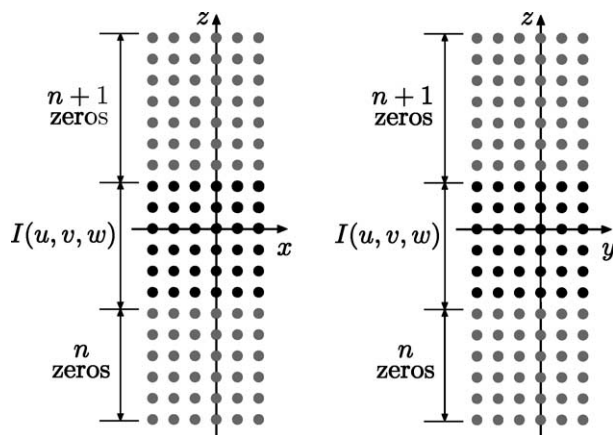 z
n + 1
zeros
I(u, v, w)
x
n
zeros
z
n + 1
zeros
I(u, v, w)
y
n
zeros